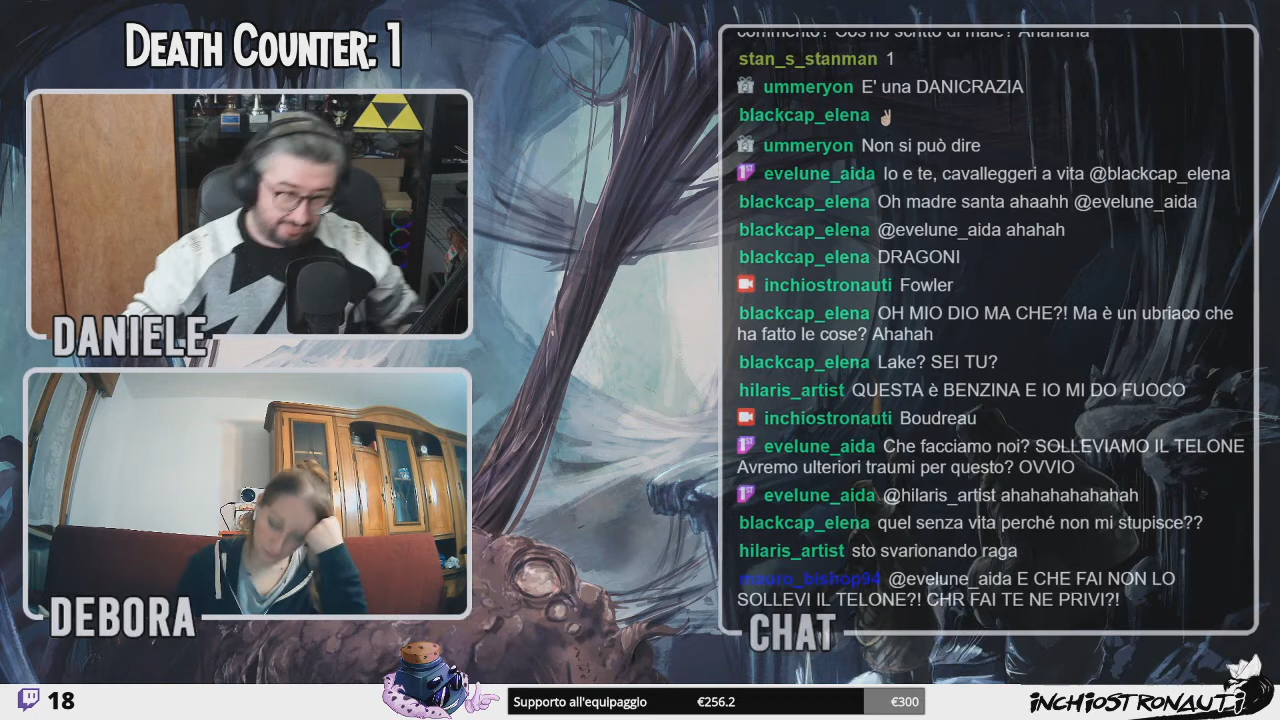 DEATH COUNTER: 1
DANIELE
DEBORA
stan_s_stanman 1
ummeryon E' una DANICRAZIA
blackcap_elena ✌🏻
ummeryon Non si può dire
evelune_aida Io e te, cavalleggeri a vita @blackcap_elena
blackcap_elena Oh madre santa ahaahh @evelune_aida
blackcap_elena @evelune_aida ahahah
blackcap_elena DRAGONI
inchiostronauti Fowler
blackcap_elena OH MIO DIO MA CHE?! Ma è un ubriaco che
ha fatto le cose? Ahahah
blackcap_elena Lake? SEI TU?
hilaris_artist QUESTA è BENZINA E IO MI DO FUOCO
inchiostronauti Boudreau
evelune_aida Che facciamo noi? SOLLEVIAMO IL TELONE
Avremo ulteriori traumi per questo? OVVIO
evelune_aida @hilaris_artist ahahahahahahah
blackcap_elena quel senza vita perché non mi stupisce??
hilaris_artist sto svarionando raga
mauro_bishop94 @evelune_aida E CHE FAI NON LO
SOLLEVI IL TELONE?! CHR FAI TE NE PRIVI?!
CHAT
18
Supporto all'equipaggio €256.2 €300
INCHIOSTRONAUTI